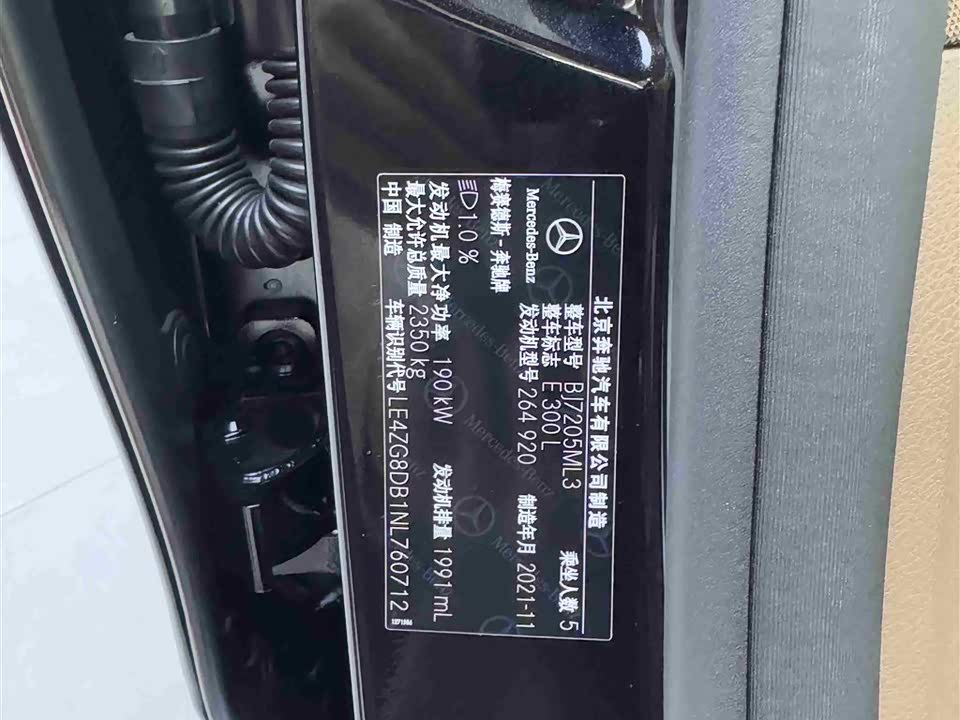 北京奔驰汽车有限公司制造
Mercedes-Benz
梅赛德斯-奔驰牌
整车型号 BJ7205ML3 乘坐人数 5
整车标志 E 300 L
发动机型号 264 920 制造年月 2021-11
1.0 %
发动机最大净功率 190 kW 发动机排量 1991 mL
最大允许总质量 2350 kg
中国 制造 车辆识别代号 LE4ZG8DB1NL760712